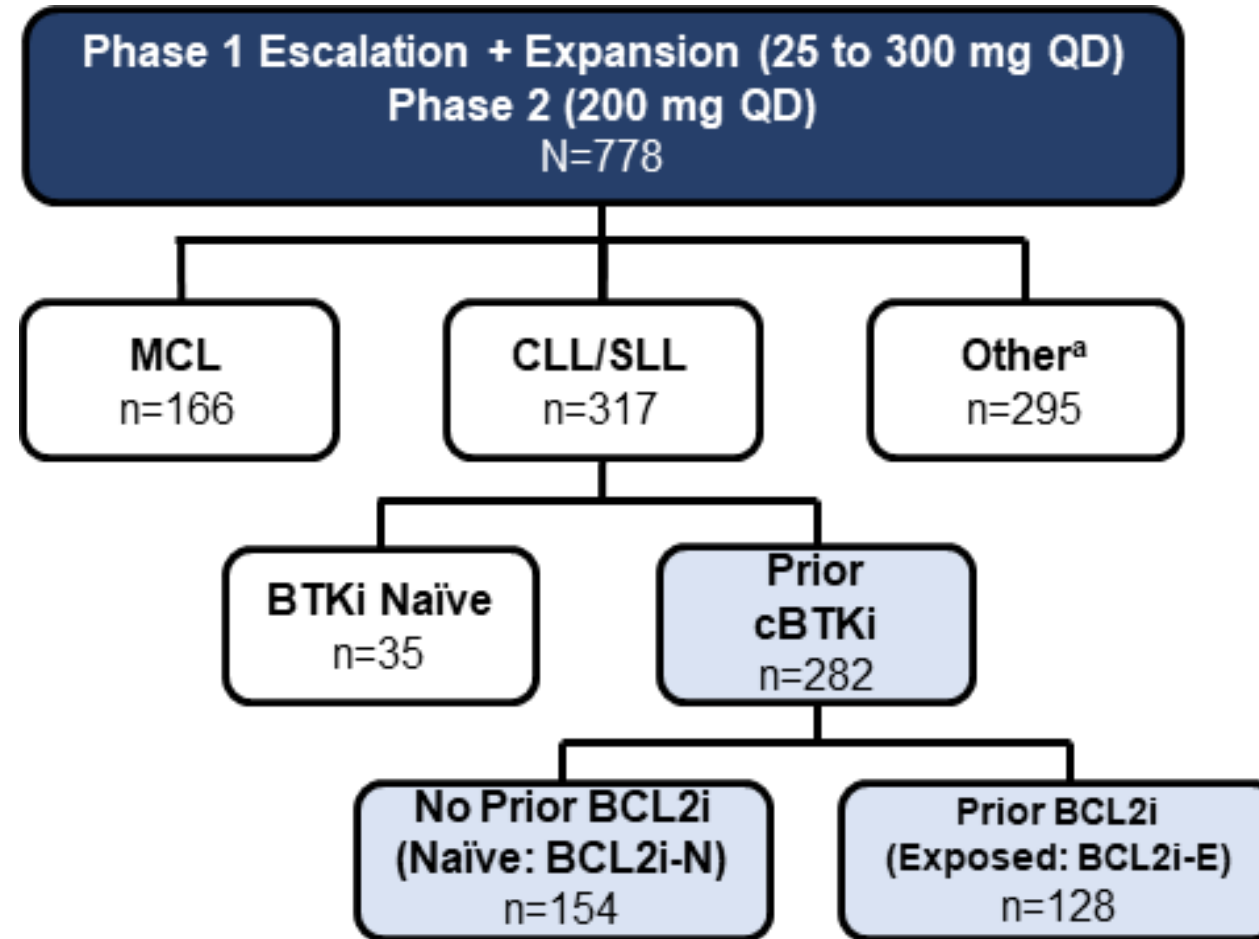 Phase 1 Escalation + Expansion (25 to 300 mg QD)
Phase 2 (200 mg QD)
N=778
MCL
n=166
CLL/SLL
n=317
Otherᵃ
n=295
BTKi Naïve
n=35
Prior
cBTKi
n=282
No Prior BCL2i
(Naïve: BCL2i-N)
n=154
Prior BCL2i
(Exposed: BCL2i-E)
n=128